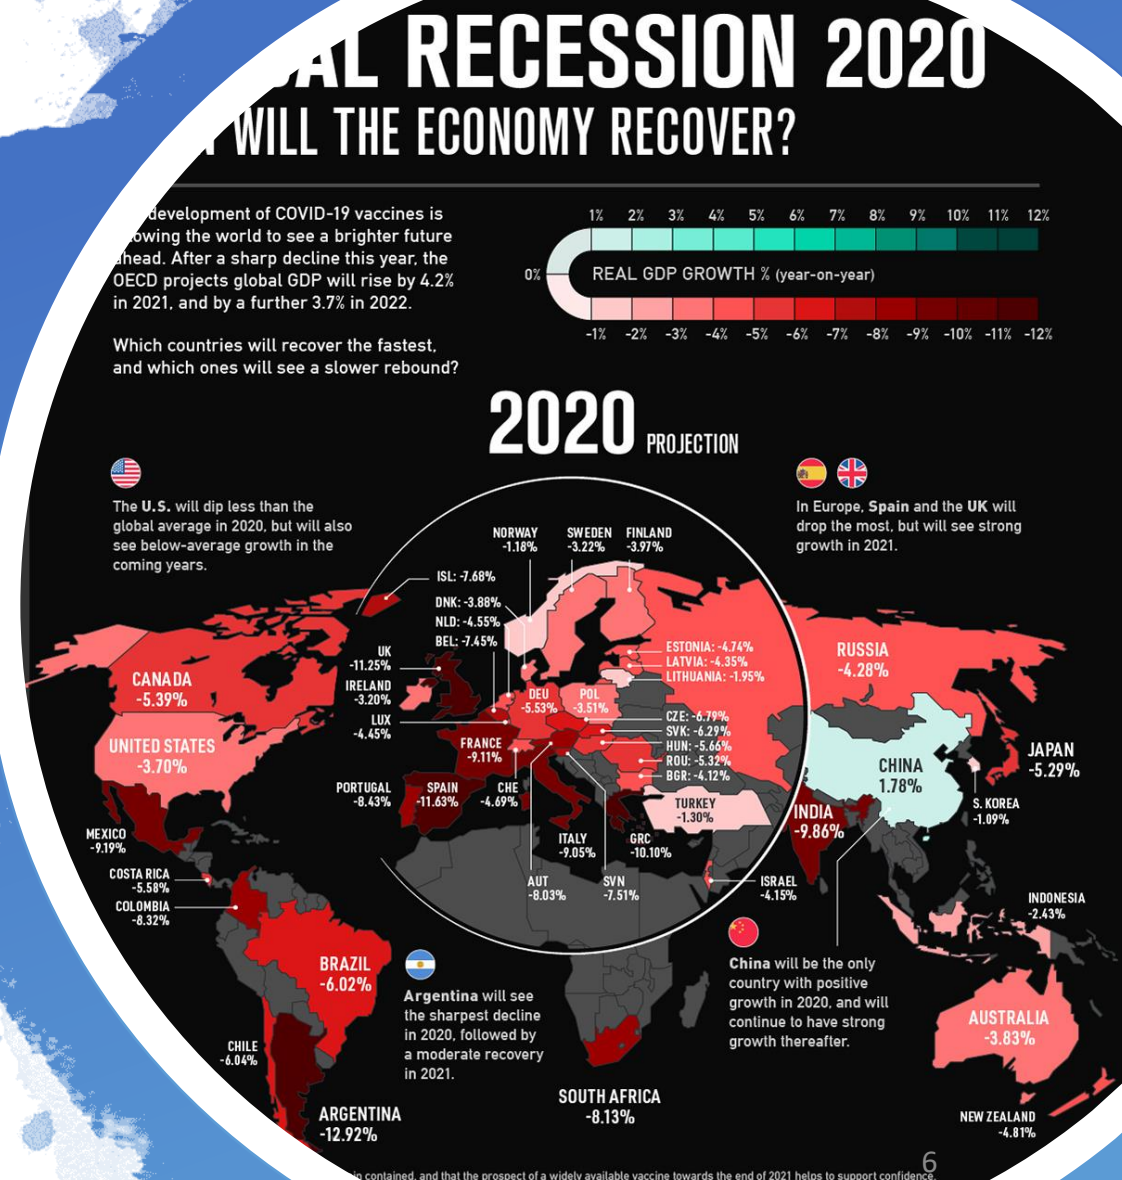 AL RECESSION 2020
WILL THE ECONOMY RECOVER?
development of COVID-19 vaccines is
owing the world to see a brighter future
ahead. After a sharp decline this year, the
OECD projects global GDP will rise by 4.2%
in 2021, and by a further 3.7% in 2022.
Which countries will recover the fastest,
and which ones will see a slower rebound?
1% 2% 3% 4% 5% 6% 7% 8% 9% 10% 11% 12%
0% REAL GDP GROWTH % (year-on-year)
-1% -2% -3% -4% -5% -6% -7% -8% -9% -10% -11% -12%
2020 PROJECTION
The U.S. will dip less than the
global average in 2020, but will also
see below-average growth in the
coming years.
In Europe, Spain and the UK will
drop the most, but will see strong
growth in 2021.
NORWAY
-1.18%
SWEDEN
-3.22%
FINLAND
-3.97%
ISL: -7.68%
DNK: -3.88%
NLD: -4.55%
BEL: -7.45%
UK
-11.25%
IRELAND
-3.20%
LUX
-4.45%
ESTONIA: -4.74%
LATVIA: -4.35%
LITHUANIA: -1.95%
RUSSIA
-4.28%
CANADA
-5.39%
DEU
-5.53%
POL
-3.51%
CZE: -6.79%
SVK: -6.29%
HUN: -5.66%
ROU: -5.32%
BGR: -4.12%
UNITED STATES
-3.70%
FRANCE
-9.11%
CHINA
1.78%
JAPAN
-5.29%
PORTUGAL
-8.43%
SPAIN
-11.63%
CHE
-4.69%
TURKEY
-1.30%
INDIA
-9.86%
S. KOREA
-1.09%
MEXICO
-9.19%
ITALY
-9.05%
GRC
-10.10%
COSTA RICA
-5.58%
COLOMBIA
-8.32%
AUT
-8.03%
SVN
-7.51%
ISRAEL
-4.15%
INDONESIA
-2.43%
BRAZIL
-6.02%
Argentina will see
the sharpest decline
in 2020, followed by
a moderate recovery
in 2021.
China will be the only
country with positive
growth in 2020, and will
continue to have strong
growth thereafter.
AUSTRALIA
-3.83%
CHILE
-6.04%
ARGENTINA
-12.92%
SOUTH AFRICA
-8.13%
NEW ZEALAND
-4.81%
6
in contained, and that the prospect of a widely available vaccine towards the end of 2021 helps to support confidence.